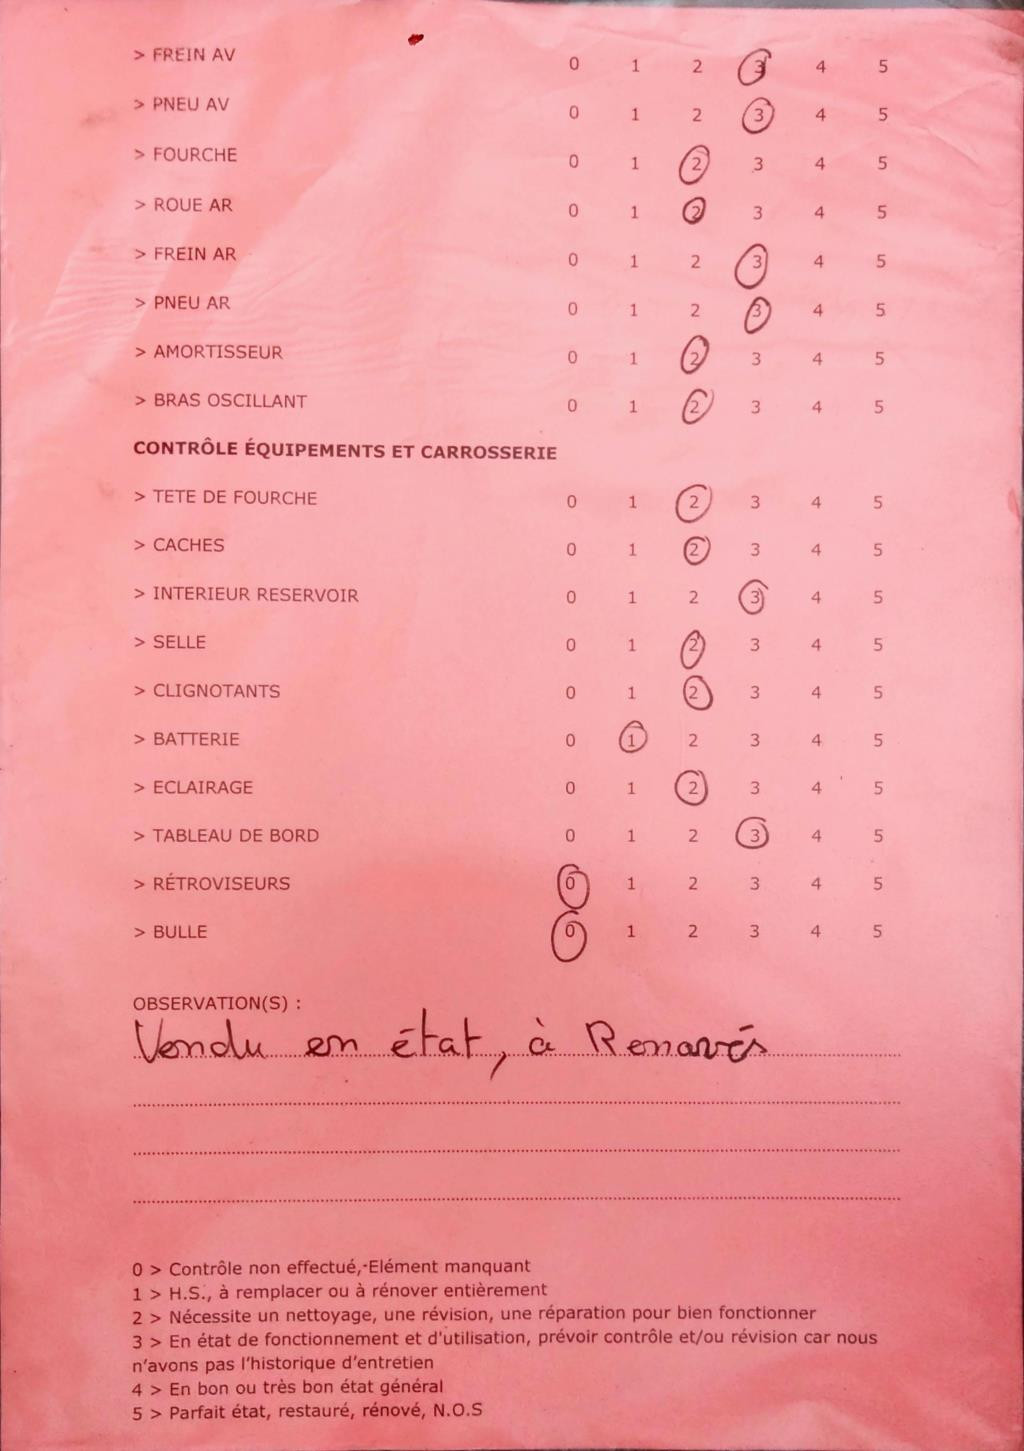 > FREIN AV 0 1 2 3 4 5
> PNEU AV 0 1 2 3 4 5
> FOURCHE 0 1 2 3 4 5
> ROUE AR 0 1 2 3 4 5
> FREIN AR 0 1 2 3 4 5
> PNEU AR 0 1 2 3 4 5
> AMORTISSEUR 0 1 2 3 4 5
> BRAS OSCILLANT 0 1 2 3 4 5
CONTRÔLE ÉQUIPEMENTS ET CARROSSERIE
> TETE DE FOURCHE 0 1 2 3 4 5
> CACHES 0 1 2 3 4 5
> INTERIEUR RESERVOIR 0 1 2 3 4 5
> SELLE 0 1 2 3 4 5
> CLIGNOTANTS 0 1 2 3 4 5
> BATTERIE 0 1 2 3 4 5
> ECLAIRAGE 0 1 2 3 4 5
> TABLEAU DE BORD 0 1 2 3 4 5
> RÉTROVISEURS 0 1 2 3 4 5
> BULLE 0 1 2 3 4 5
OBSERVATION(S) :
Vendu en état, à
0 > Contrôle non effectué, Elément manquant
1 > H.S., à remplacer ou à rénover entièrement
2 > Nécessite un nettoyage, une révision, une réparation pour bien fonctionner
3 > En état de fonctionnement et d'utilisation, prévoir contrôle et/ou révision car nous
n'avons pas l'historique d'entretien
4 > En bon ou très bon état général
5 > Parfait état, restauré, rénové, N.O.S